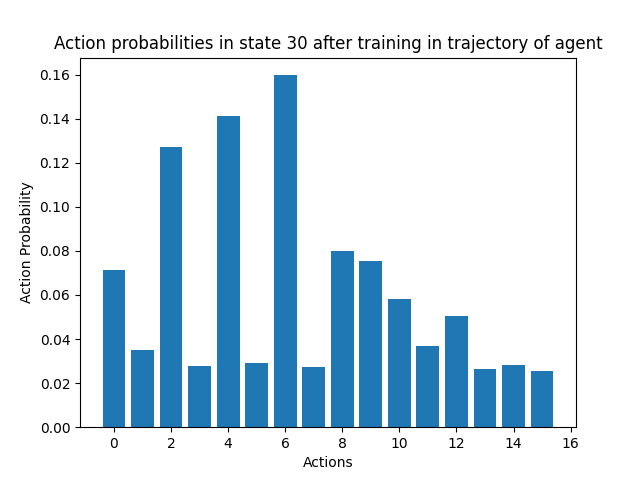 Action probabilities in state 30 after training in trajectory of agent
0.16
0.14
0.12
0.10
0.08
0.06
0.04
0.02
0.00
Action Probability
0 2 4 6 8 10 12 14 16
Actions